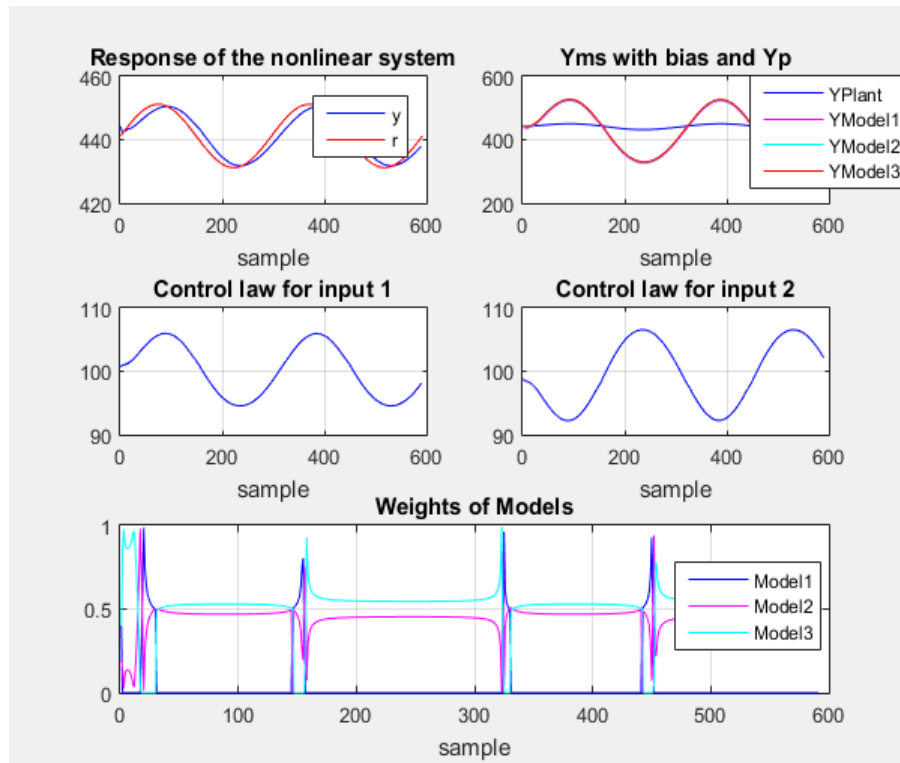 Response of the nonlinear system
460
440
420
0
200
400
600
sample
y
r
Yms with bias and Yp
600
400
200
0
200
400
600
sample
YPlant
YModel1
YModel2
YModel3
Control law for input 1
110
100
90
0
200
400
600
sample
Control law for input 2
110
100
90
0
200
400
600
sample
Weights of Models
1
0.5
0
0
100
200
300
400
500
600
sample
Model1
Model2
Model3